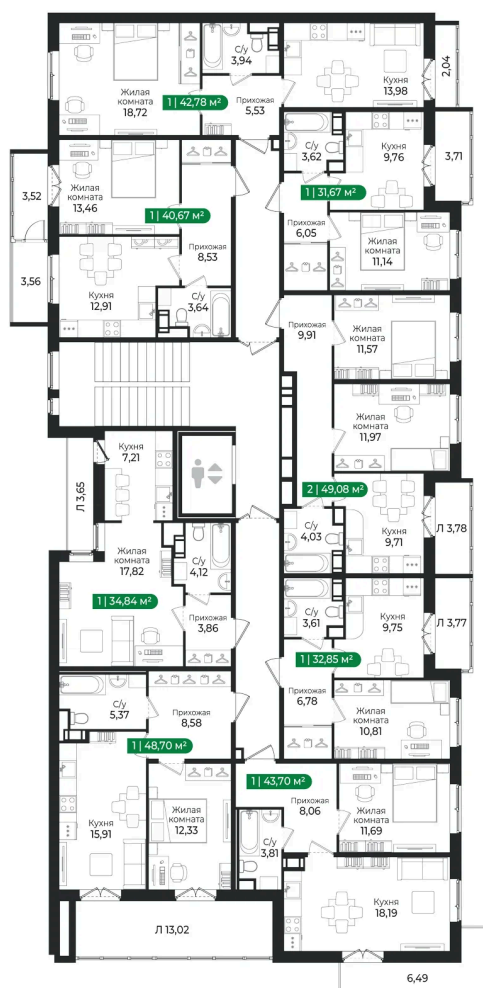 С/у
3,94
Жилая
комната
18,72
1 | 42,78 м²
Прихожая
5,53
Кухня
13,98
2,04
С/у
3,62
Кухня
9,76
3,71
3,52
Жилая
комната
13,46
1 | 40,67 м²
1 | 31,67 м²
6,05
Прихожая
Жилая
комната
11,14
Прихожая
8,53
3,56
Кухня
12,91
С/у
3,64
Прихожая
9,91
Жилая
комната
11,57
Жилая
комната
11,97
Кухня
7,21
Л 3,65
2 | 49,08 м²
С/у
4,03
Кухня
9,71
Л 3,78
Жилая
комната
17,82
С/у
4,12
1 | 34,84 м²
Прихожая
3,86
С/у
3,61
Кухня
9,75
Л 3,77
1 | 32,85 м²
Прихожая
6,78
С/у
5,37
Прихожая
8,58
Жилая
комната
10,81
1 | 48,70 м²
1 | 43,70 м²
Прихожая
8,06
Жилая
комната
11,69
Кухня
15,91
Жилая
комната
12,33
С/у
3,81
Кухня
18,19
Л 13,02
6,49